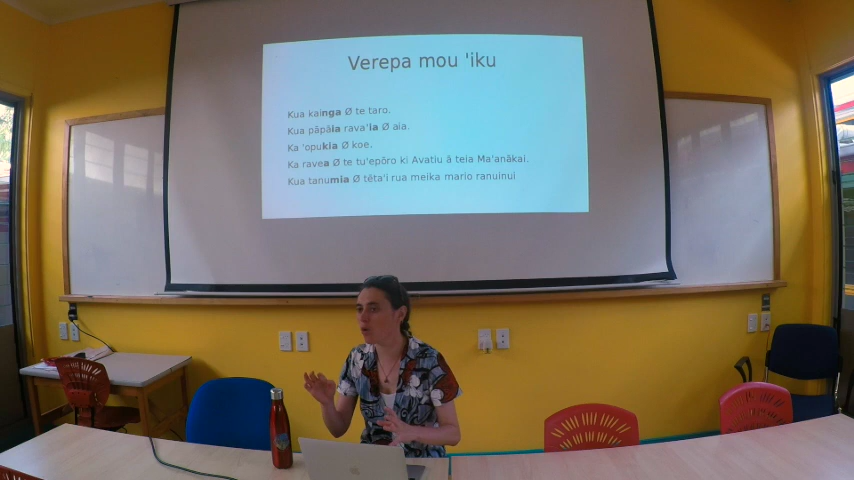 Verepa mou 'iku
Kua kainga Ø te taro.
Kua pāpāia rava'ia Ø aia.
Ka 'opukia Ø koe.
Ka ravea Ø te tu'epōro ki Avatiu ā teia Ma'anākai.
Kua tanumia Ø tēta'i rua meika mario ranuinui